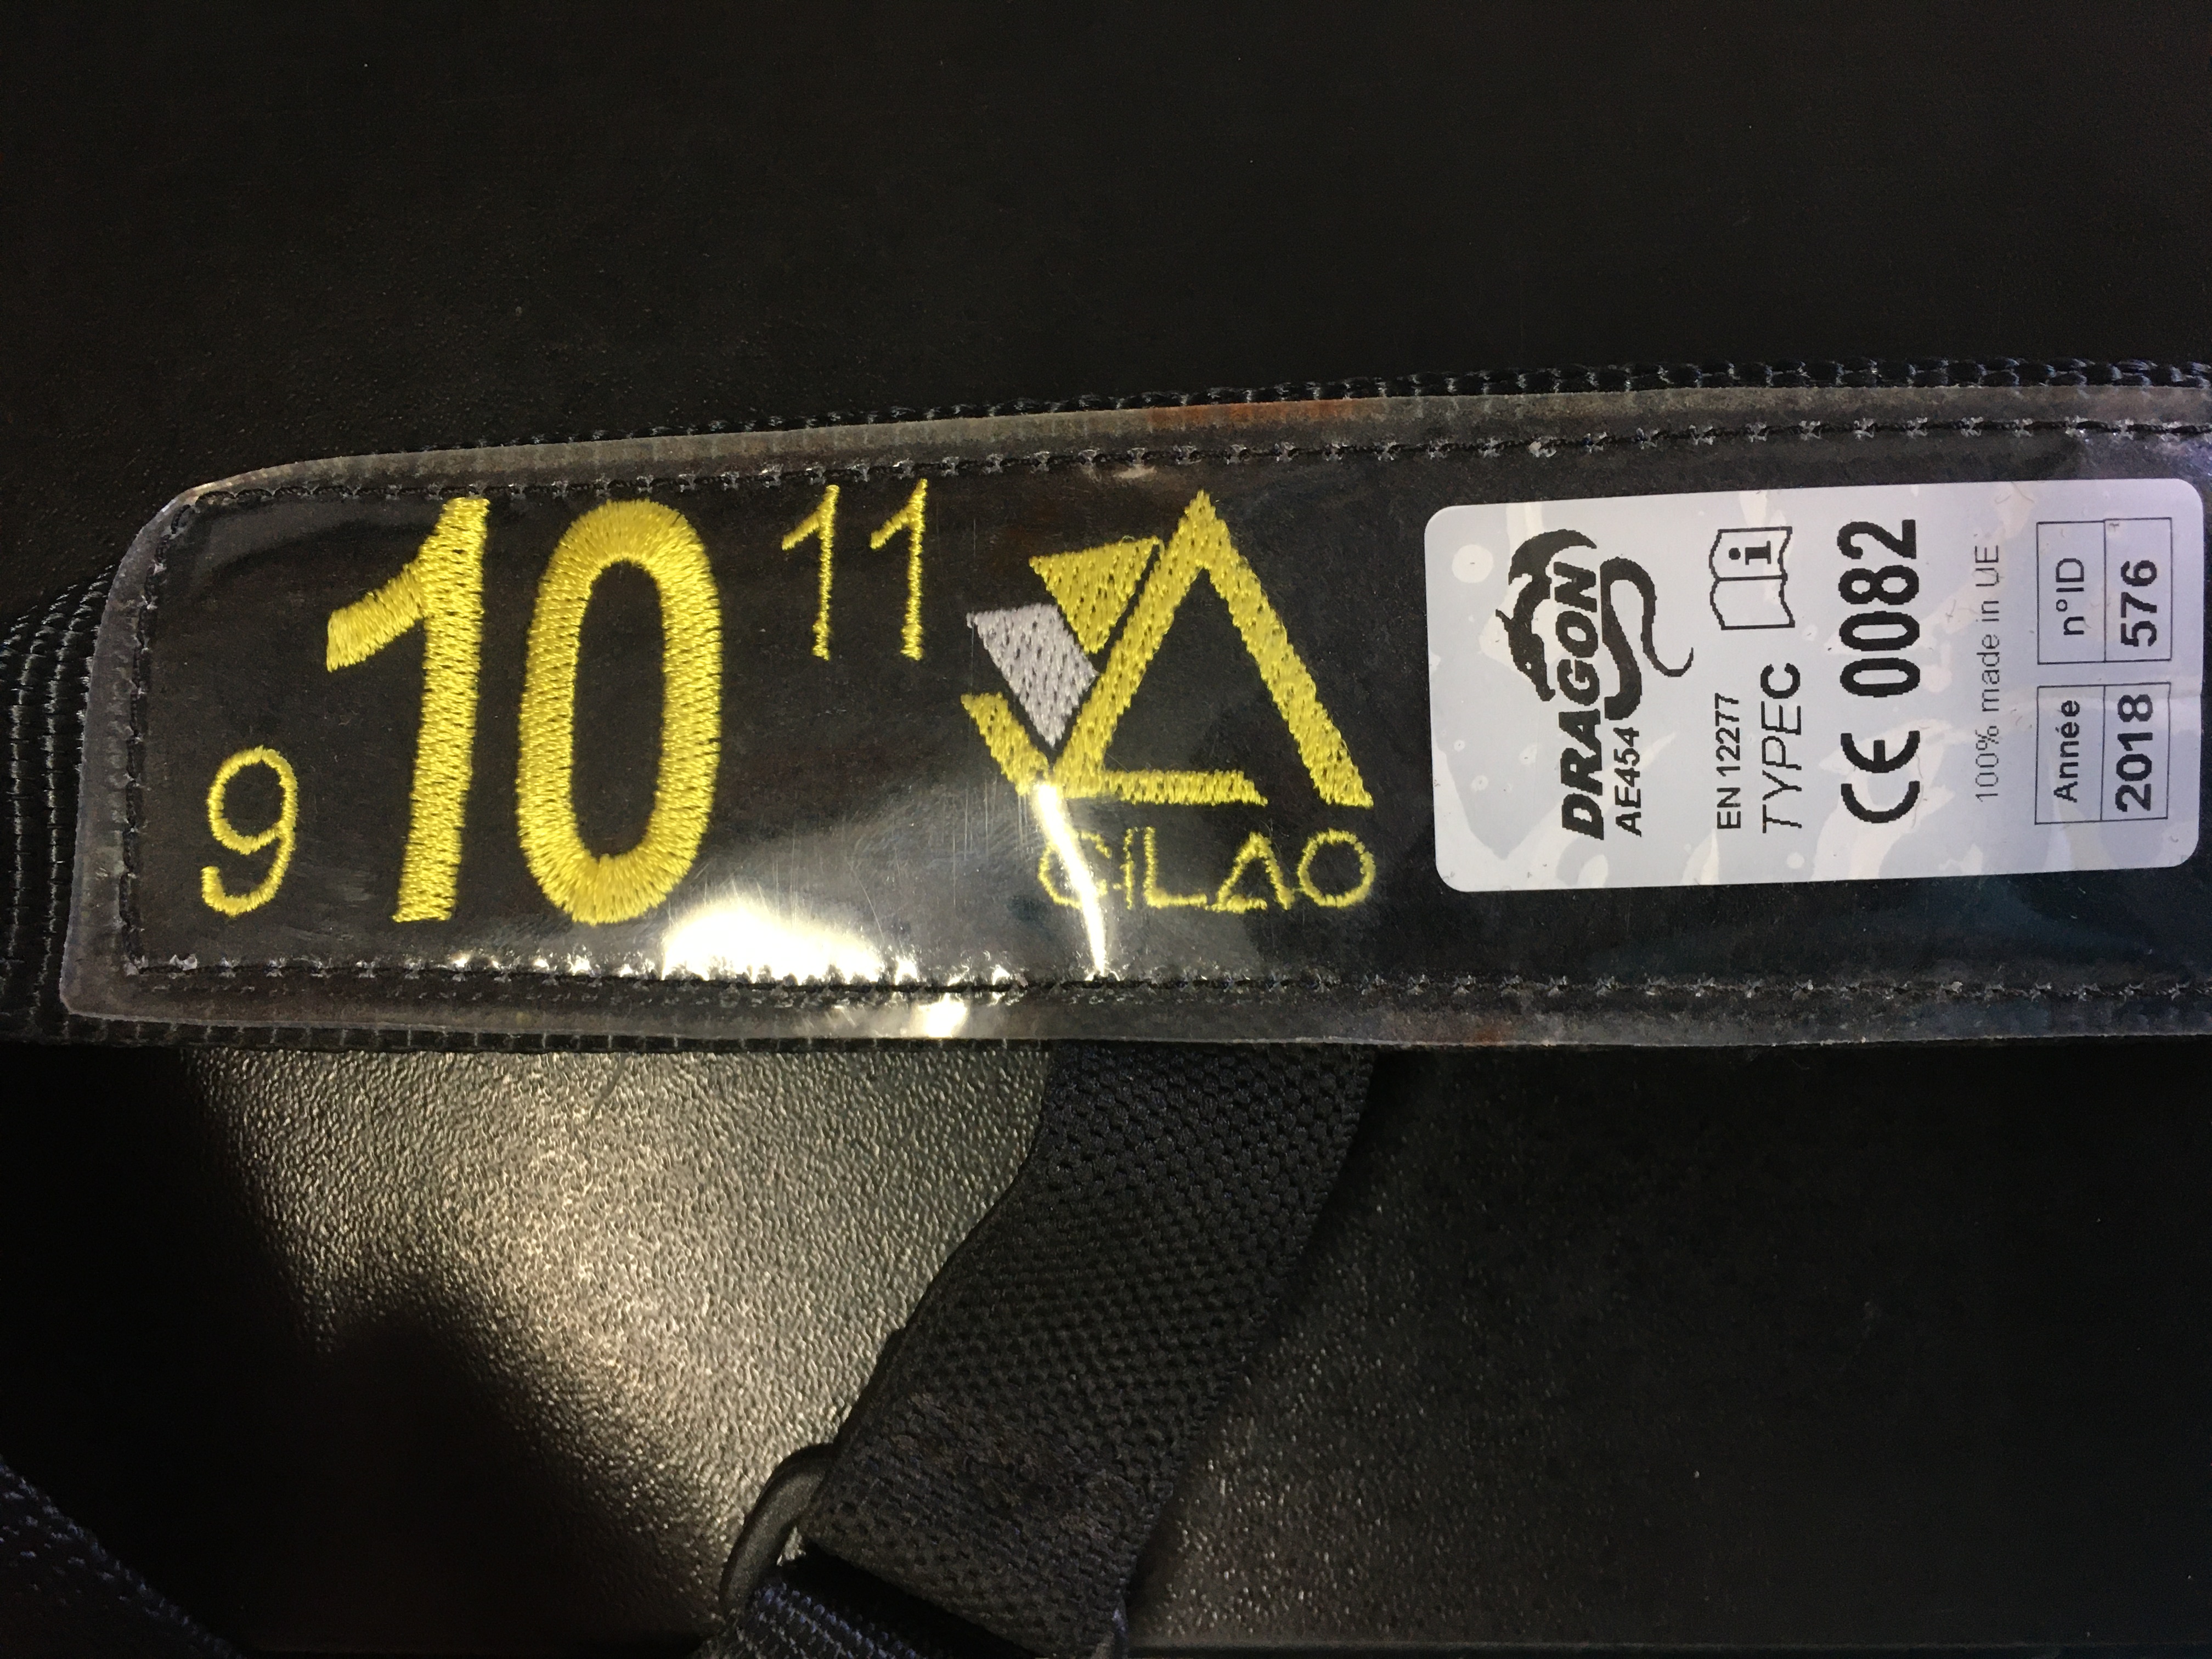 9 10 11
CiLAO
DRAGON
AE454
EN 12277
TYPE C
CE 0082
100% made in UE
Année n°ID
2018 576